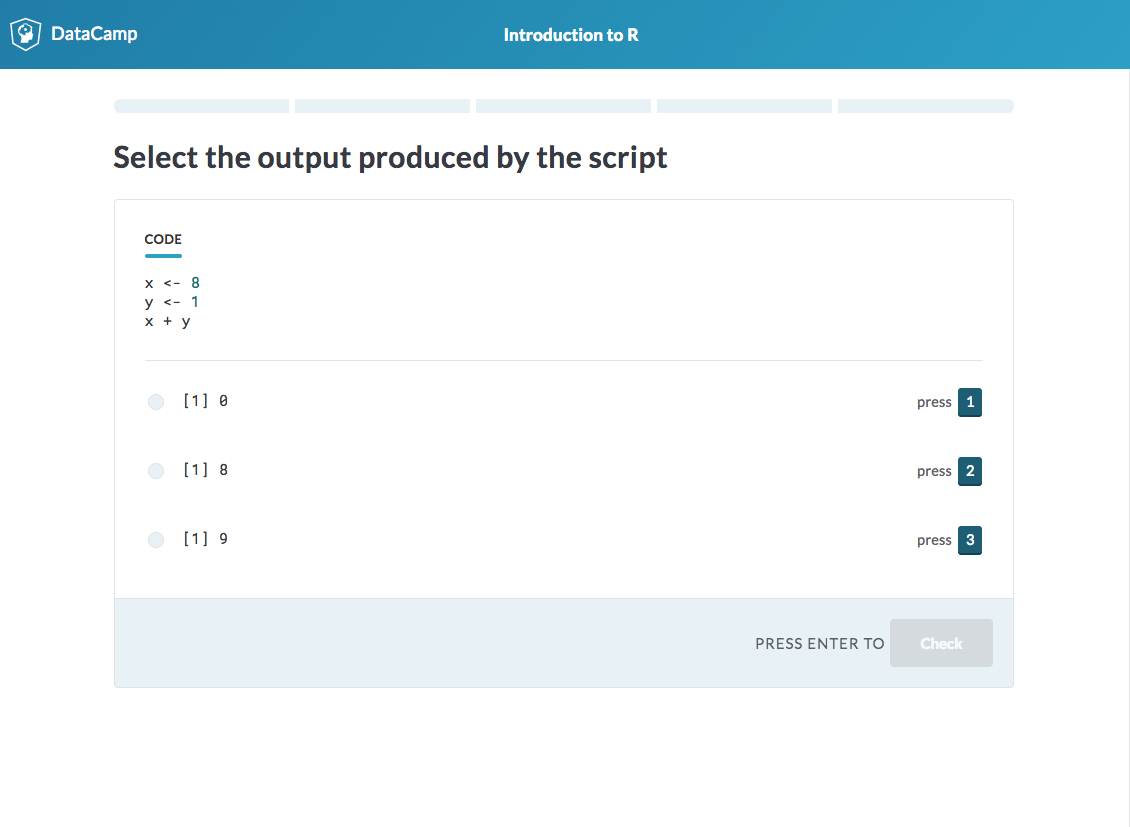 DataCamp
Introduction to R
Select the output produced by the script
CODE
x <- 8
y <- 1
x + y
[1] 0
press 1
[1] 8
press 2
[1] 9
press 3
PRESS ENTER TO Check